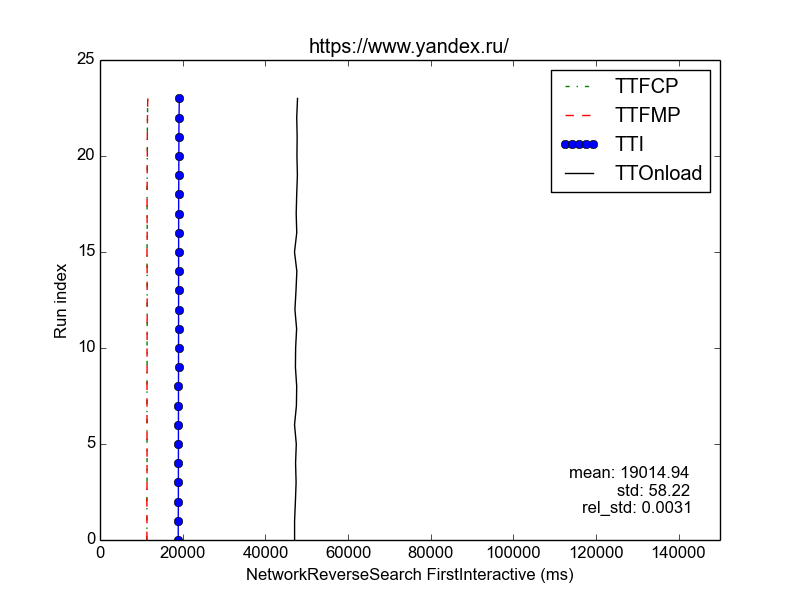 https://www.yandex.ru/
25
20
15
10
5
0
Run index
TTFCP
TTFMP
TTI
TTOnload
mean: 19014.94
std: 58.22
rel_std: 0.0031
0 20000 40000 60000 80000 100000 120000 140000
NetworkReverseSearch FirstInteractive (ms)